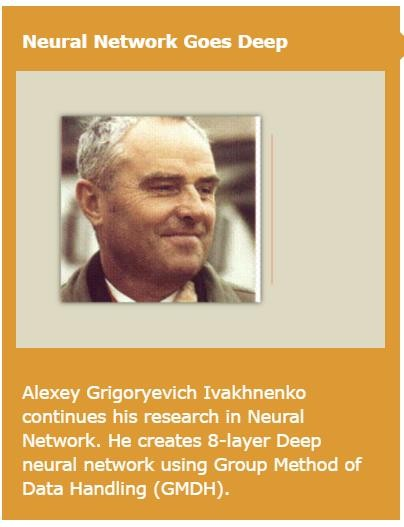 Neural Network Goes Deep
Alexey Grigoryevich Ivakhnenko
continues his research in Neural
Network. He creates 8-layer Deep
neural network using Group Method of
Data Handling (GMDH).